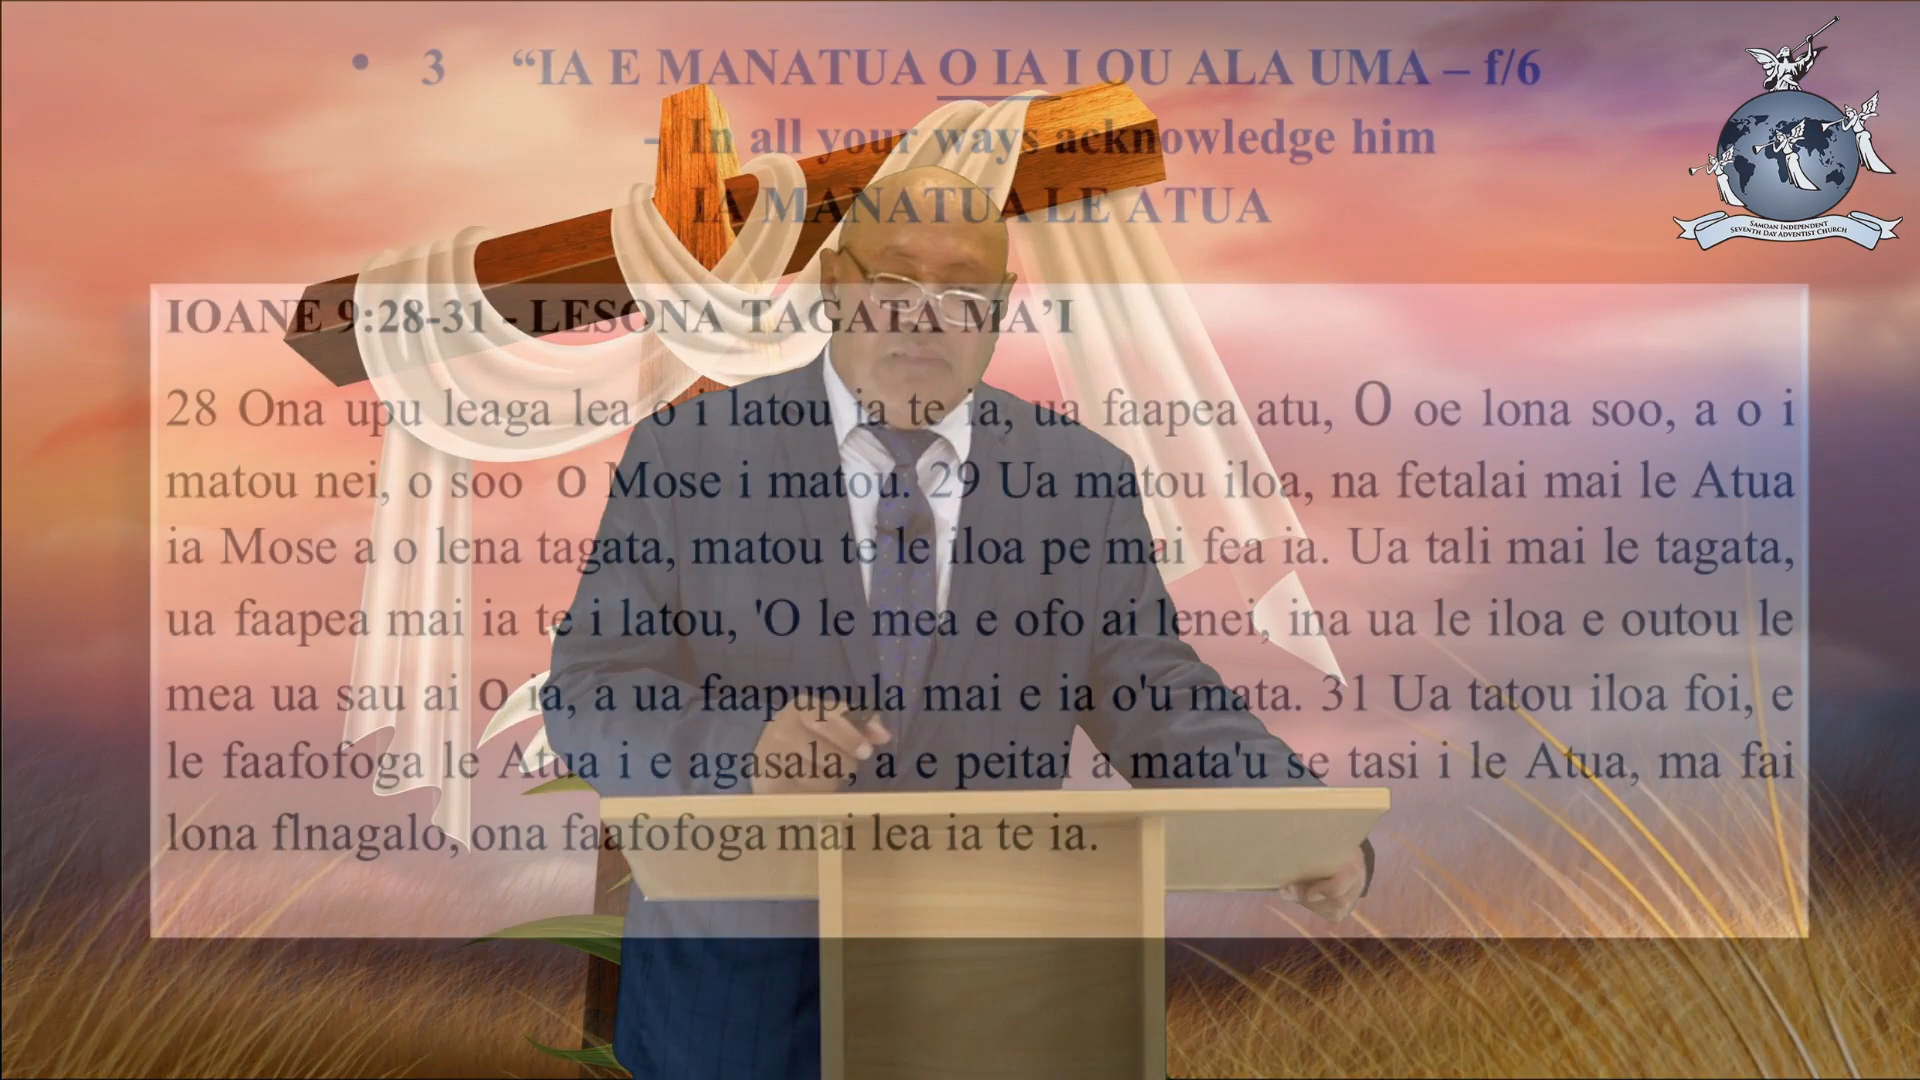 • 3 “IA E MANATUA O IA I OU ALA UMA – f/6
- In all your ways acknowledge him
IA MANATUA LE ATUA
SAMOAN INDEPENDENT
SEVENTH DAY ADVENTIST CHURCH
IOANE 9:28-31 - LESONA TAGATA MA’I
28 Ona upu leaga lea o i latou ia te ia, ua faapea atu, O oe lona soo, a o i
matou nei, o soo O Mose i matou. 29 Ua matou iloa, na fetalai mai le Atua
ia Mose a o lena tagata, matou te le iloa pe mai fea ia. Ua tali mai le tagata,
ua faapea mai ia te i latou, 'O le mea e ofo ai lenei, ina ua le iloa e outou le
mea ua sau ai O ia, a ua faapupula mai e ia o'u mata. 31 Ua tatou iloa foi, e
le faafofoga le Atua i e agasala, a e peitai a mata'u se tasi i le Atua, ma fai
lona flnagalo, ona faafofoga mai lea ia te ia.